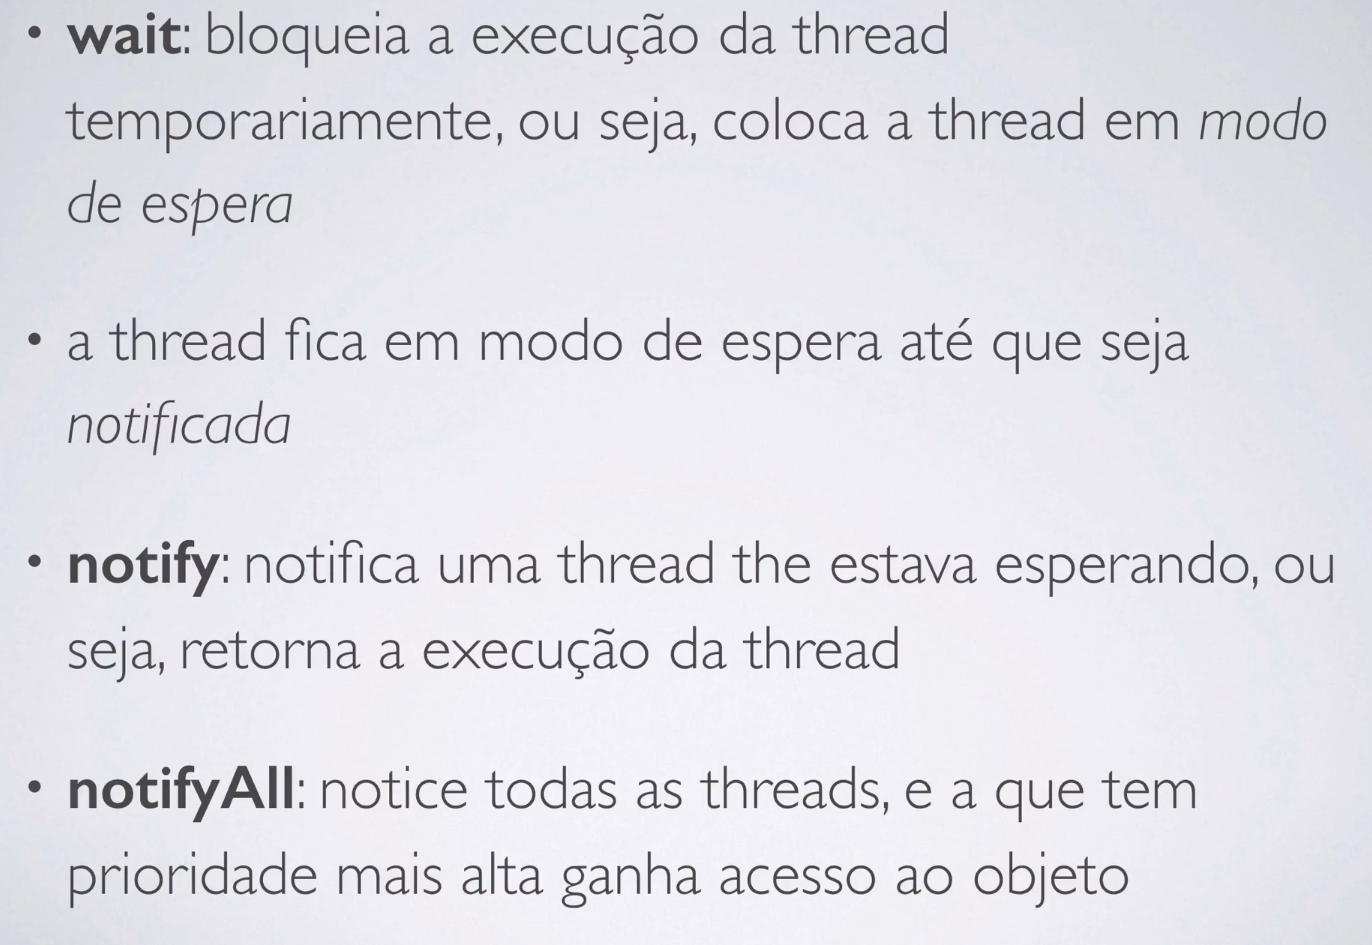 • wait: bloqueia a execução da thread
temporariamente, ou seja, coloca a thread em modo
de espera
• a thread fica em modo de espera até que seja
notificada
• notify: notifica uma thread the estava esperando, ou
seja, retorna a execução da thread
• notifyAll: notice todas as threads, e a que tem
prioridade mais alta ganha acesso ao objeto